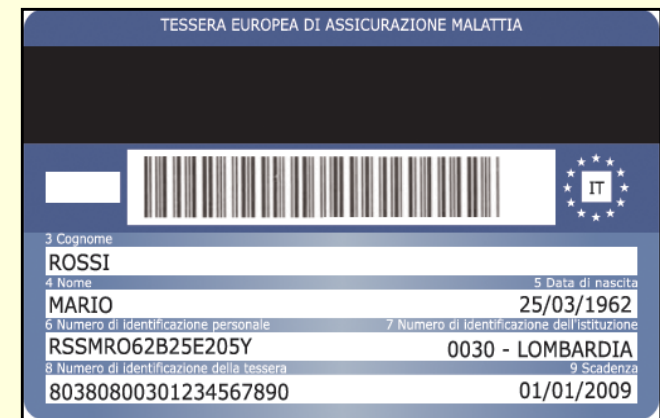 TESSERA EUROPEA DI ASSICURAZIONE MALATTIA
IT
3 Cognome
ROSSI
4 Nome 5 Data di nascita
MARIO 25/03/1962
6 Numero di identificazione personale 7 Numero di identificazione dell'istituzione
RSSMRO62B25E205Y 0030 - LOMBARDIA
8 Numero di identificazione della tessera 9 Scadenza
80380800301234567890 01/01/2009